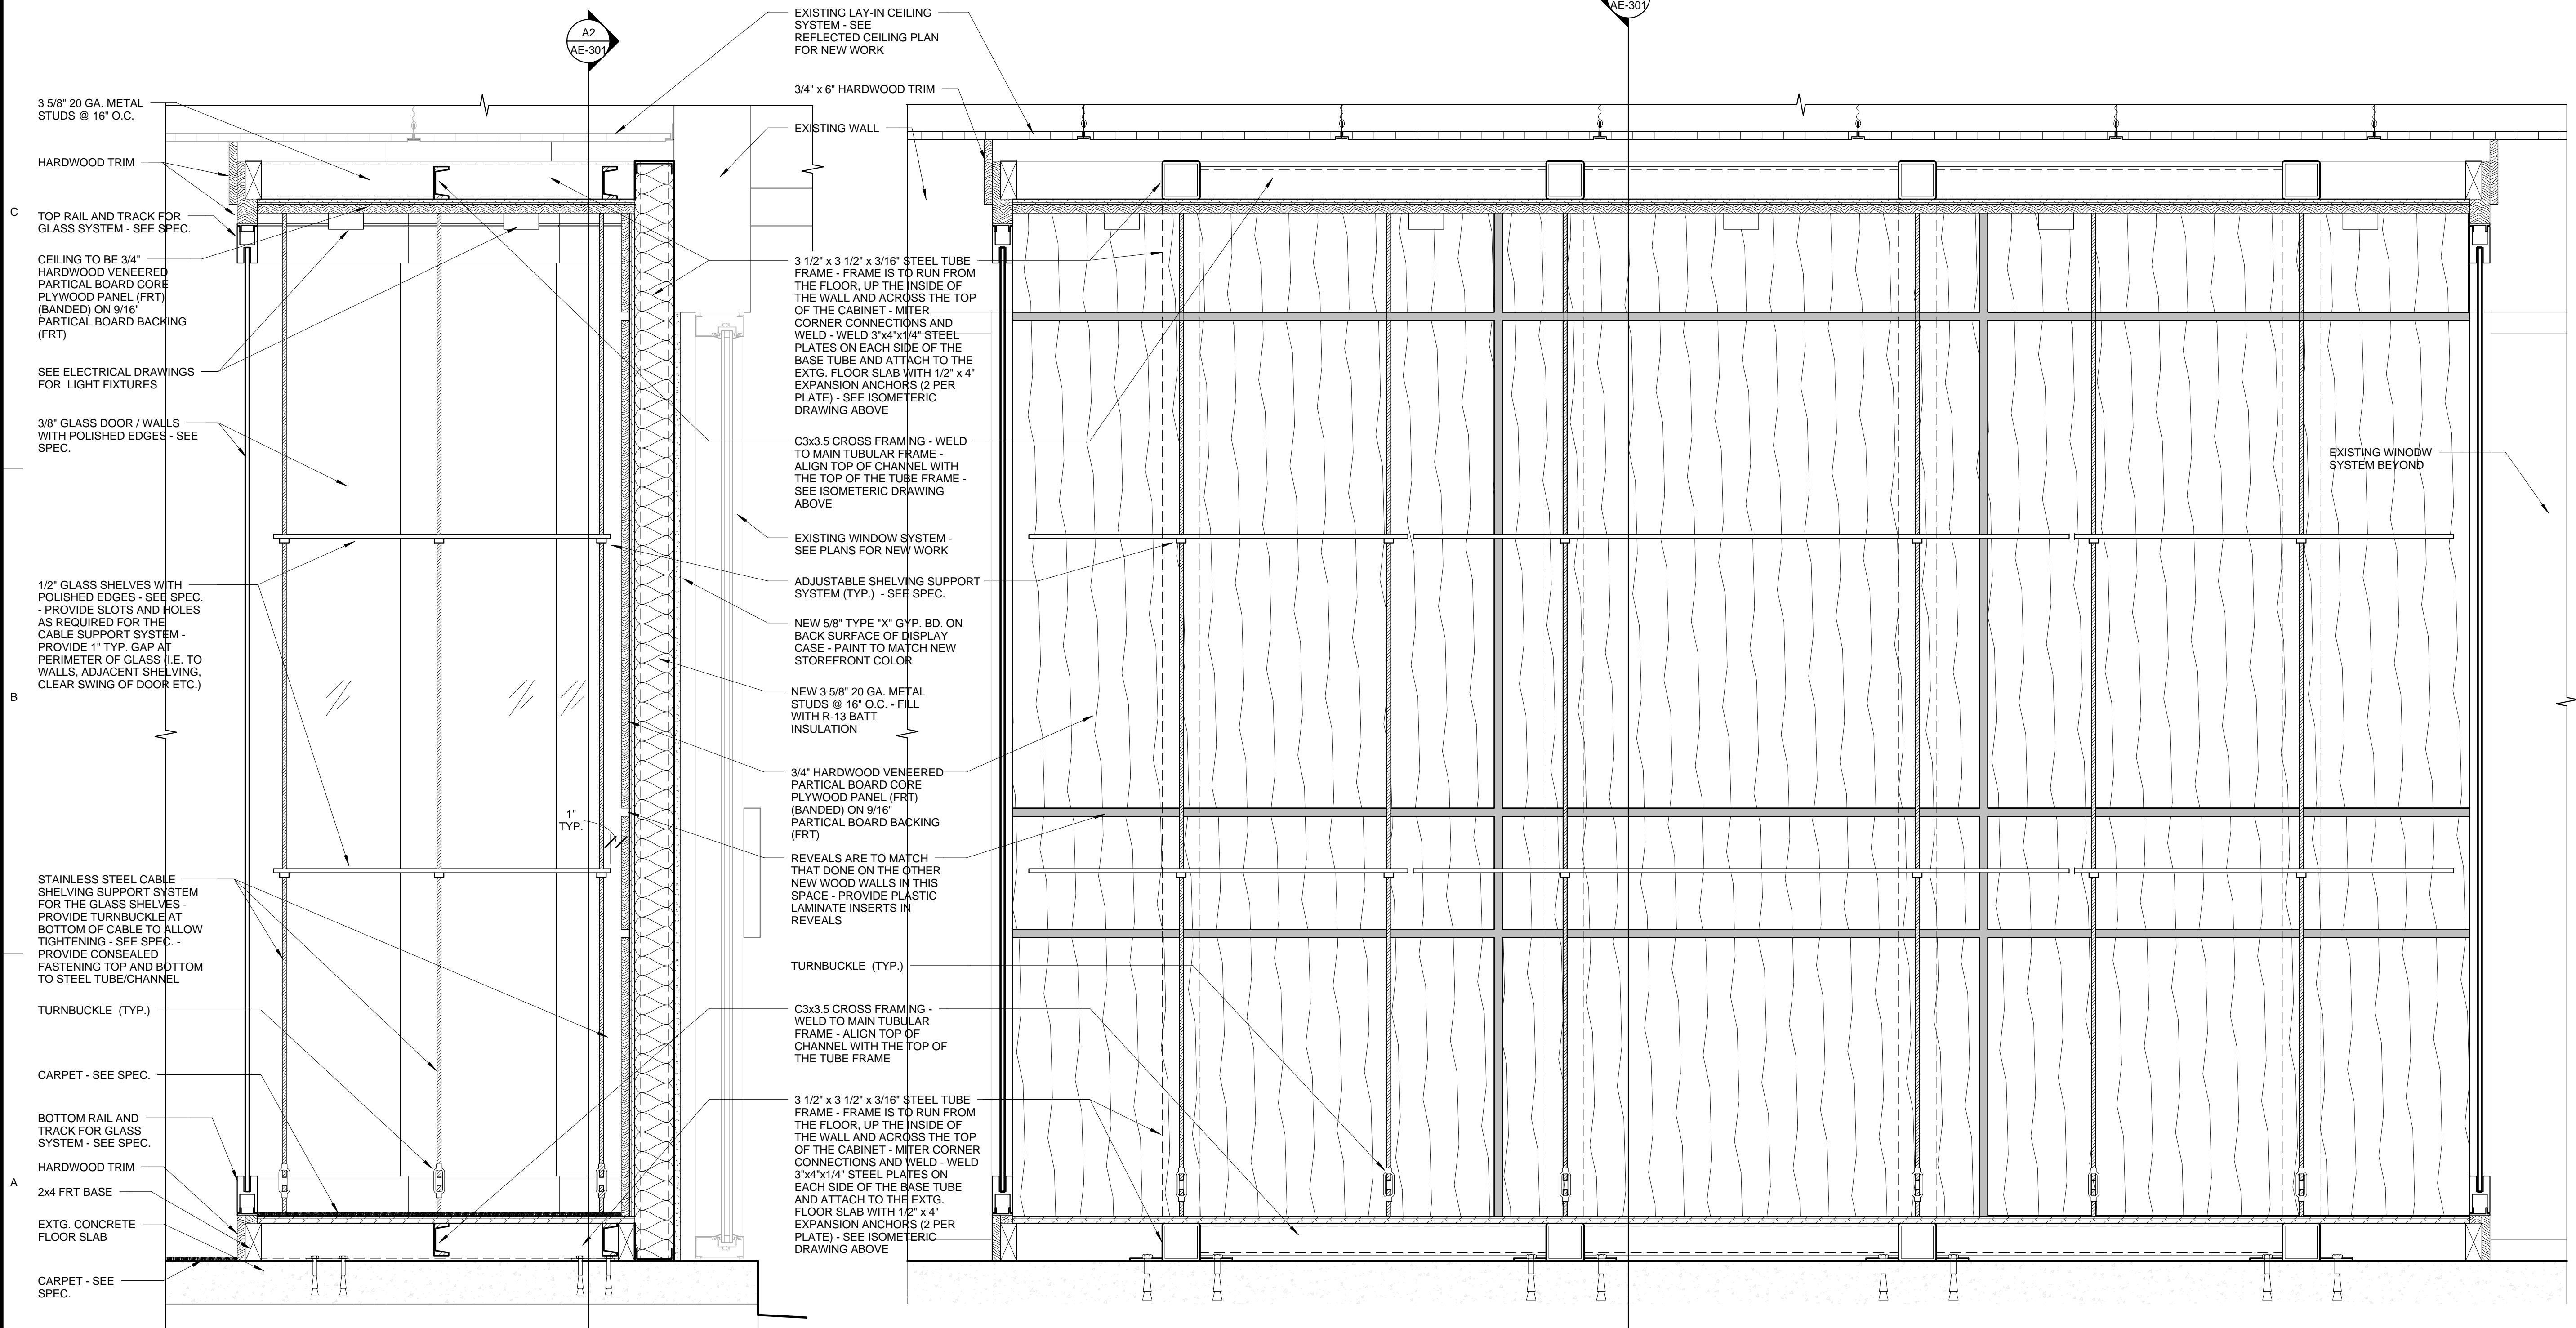 A2
AE-301
AE-301
C
B
A
3 5/8" 20 GA. METAL
STUDS @ 16" O.C.
HARDWOOD TRIM
TOP RAIL AND TRACK FOR
GLASS SYSTEM - SEE SPEC.
CEILING TO BE 3/4"
HARDWOOD VENEERED
PARTICAL BOARD CORE
PLYWOOD PANEL (FRT)
(BANDED) ON 9/16"
PARTICAL BOARD BACKING
(FRT)
SEE ELECTRICAL DRAWINGS
FOR LIGHT FIXTURES
3/8" GLASS DOOR / WALLS
WITH POLISHED EDGES - SEE
SPEC.
1/2" GLASS SHELVES WITH
POLISHED EDGES - SEE SPEC.
- PROVIDE SLOTS AND HOLES
AS REQUIRED FOR THE
CABLE SUPPORT SYSTEM -
PROVIDE 1" TYP. GAP AT
PERIMETER OF GLASS (I.E. TO
WALLS, ADJACENT SHELVING,
CLEAR SWING OF DOOR ETC.)
STAINLESS STEEL CABLE
SHELVING SUPPORT SYSTEM
FOR THE GLASS SHELVES -
PROVIDE TURNBUCKLE AT
BOTTOM OF CABLE TO ALLOW
TIGHTENING - SEE SPEC. -
PROVIDE CONSEALED
FASTENING TOP AND BOTTOM
TO STEEL TUBE/CHANNEL
TURNBUCKLE (TYP.)
CARPET - SEE SPEC.
BOTTOM RAIL AND
TRACK FOR GLASS
SYSTEM - SEE SPEC.
HARDWOOD TRIM
2x4 FRT BASE
EXTG. CONCRETE
FLOOR SLAB
CARPET - SEE
SPEC.
1"
TYP.
EXISTING LAY-IN CEILING
SYSTEM - SEE
REFLECTED CEILING PLAN
FOR NEW WORK
3/4" x 6" HARDWOOD TRIM
EXISTING WALL
3 1/2" x 3 1/2" x 3/16" STEEL TUBE
FRAME - FRAME IS TO RUN FROM
THE FLOOR, UP THE INSIDE OF
THE WALL AND ACROSS THE TOP
OF THE CABINET - MITER
CORNER CONNECTIONS AND
WELD - WELD 3"x4"x1/4" STEEL
PLATES ON EACH SIDE OF THE
BASE TUBE AND ATTACH TO THE
EXTG. FLOOR SLAB WITH 1/2" x 4"
EXPANSION ANCHORS (2 PER
PLATE) - SEE ISOMETERIC
DRAWING ABOVE
C3x3.5 CROSS FRAMING - WELD
TO MAIN TUBULAR FRAME -
ALIGN TOP OF CHANNEL WITH
THE TOP OF THE TUBE FRAME -
SEE ISOMETERIC DRAWING
ABOVE
EXISTING WINDOW SYSTEM -
SEE PLANS FOR NEW WORK
ADJUSTABLE SHELVING SUPPORT
SYSTEM (TYP.) - SEE SPEC.
NEW 5/8" TYPE "X" GYP. BD. ON
BACK SURFACE OF DISPLAY
CASE - PAINT TO MATCH NEW
STOREFRONT COLOR
NEW 3 5/8" 20 GA. METAL
STUDS @ 16" O.C. - FILL
WITH R-13 BATT
INSULATION
3/4" HARDWOOD VENEERED
PARTICAL BOARD CORE
PLYWOOD PANEL (FRT)
(BANDED) ON 9/16"
PARTICAL BOARD BACKING
(FRT)
REVEALS ARE TO MATCH
THAT DONE ON THE OTHER
NEW WOOD WALLS IN THIS
SPACE - PROVIDE PLASTIC
LAMINATE INSERTS IN
REVEALS
TURNBUCKLE (TYP.)
C3x3.5 CROSS FRAMING -
WELD TO MAIN TUBULAR
FRAME - ALIGN TOP OF
CHANNEL WITH THE TOP OF
THE TUBE FRAME
3 1/2" x 3 1/2" x 3/16" STEEL TUBE
FRAME - FRAME IS TO RUN FROM
THE FLOOR, UP THE INSIDE OF
THE WALL AND ACROSS THE TOP
OF THE CABINET - MITER CORNER
CONNECTIONS AND WELD - WELD
3"x4"x1/4" STEEL PLATES ON
EACH SIDE OF THE BASE TUBE
AND ATTACH TO THE EXTG.
FLOOR SLAB WITH 1/2" x 4"
EXPANSION ANCHORS (2 PER
PLATE) - SEE ISOMETERIC
DRAWING ABOVE
EXISTING WINODW
SYSTEM BEYOND